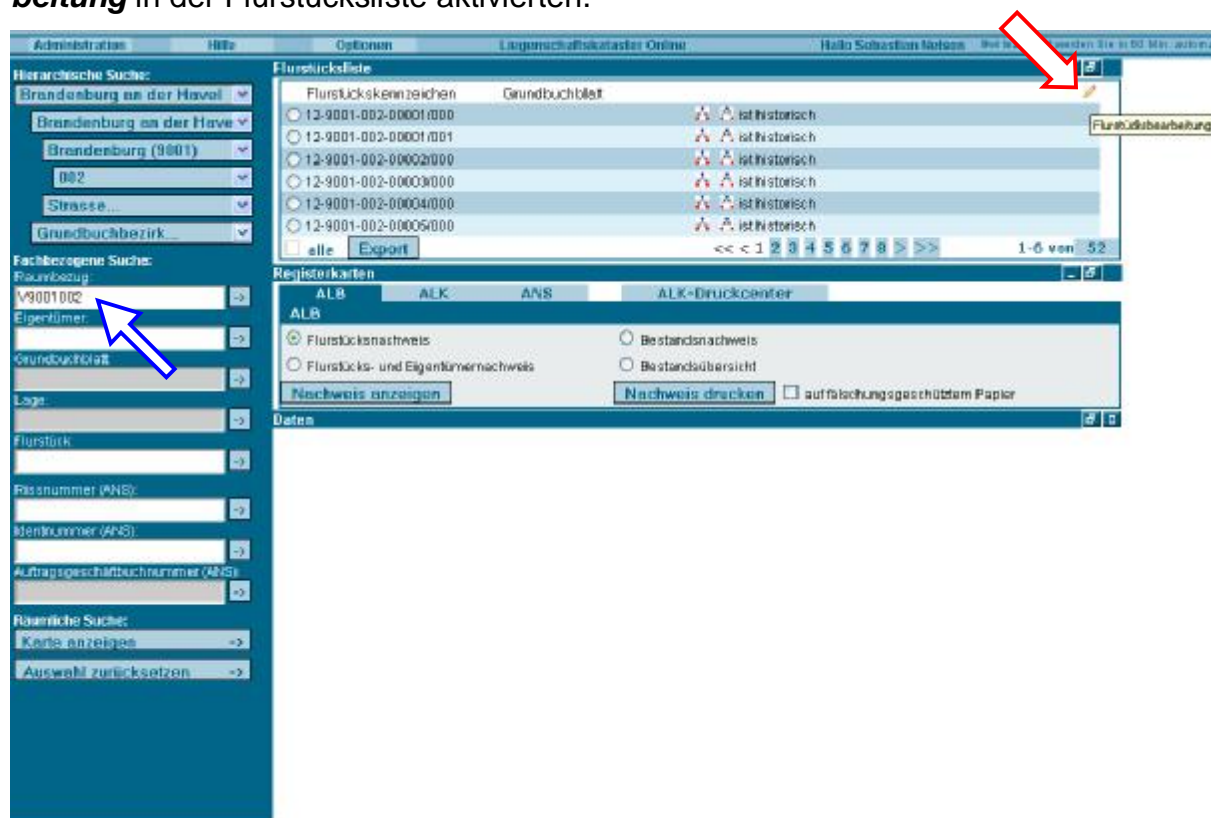 beitung in der Flurstücksliste aktivierten.
Administration Hilfe Optionen Liegenschaftskataster Online Hallo Sebastian Nelson
Hierarchische Suche:
Brandenburg an der Havel
Brandenburg an der Have
Brandenburg (9001)
002
Strasse...
Grundbuchbezirk...
Fachbezogene Suche:
Raumbezug:
V9001002
Eigentümer:
Grundbuchblatt
Lage:
Flurstück
Rissnummer (ANS):
Identnummer (ANS):
Auftragsgeschäftbuchnummer (ANS):
Räumliche Suche:
Karte anzeigen ->
Auswahl zurücksetzen ->
Flurstücksliste
Flurstückskennzeichen Grundbuchblatt
Flurstücksbearbeitung
12-9001-002-00001/000 ist historisch
12-9001-002-00001/001 ist historisch
12-9001-002-00002/000 ist historisch
12-9001-002-00003/000 ist historisch
12-9001-002-00004/000 ist historisch
12-9001-002-00005/000 ist historisch
alle Export << < 1 2 3 4 5 6 7 8 > >> 1-6 von 52
Registerkarten
ALB ALK ANS ALK-Druckcenter
ALB
Flurstücksnachweis Bestandsnachweis
Flurstücks- und Eigentümernachweis Bestandsübersicht
Nachweis anzeigen Nachweis drucken auf fälschungsgeschütztem Papier
Daten